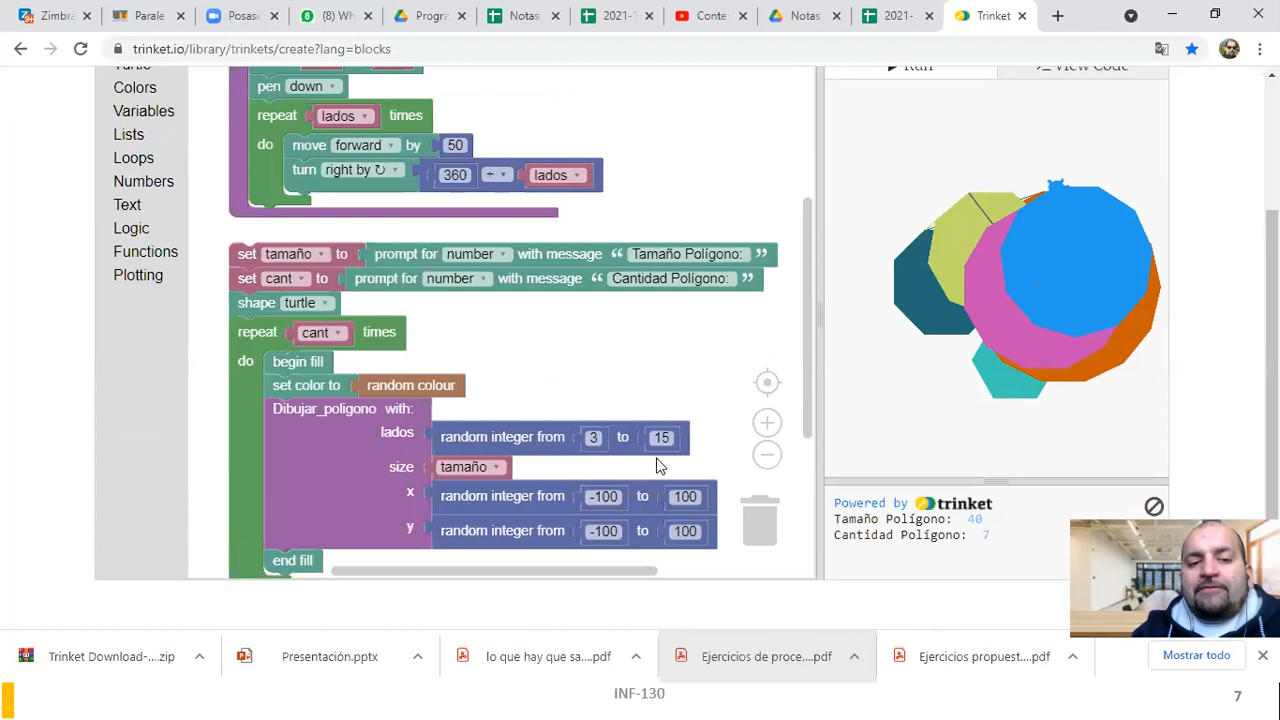 Zimbra
Parale
Posas
(8) Wh
Progra
Notas
2021-1
Conte
Notas
2021-
Trinket
trinket.io/library/trinkets/create?lang=blocks
Colors
Variables
Lists
Loops
Numbers
Text
Logic
Functions
Plotting
pen down
repeat lados times
do move forward by 50
turn right by ↻ 360 ÷ lados
set tamaño to prompt for number with message “ Tamaño Polígono: ”
set cant to prompt for number with message “ Cantidad Polígono: ”
shape turtle
repeat cant times
do begin fill
set color to random colour
Dibujar_poligono with:
lados random integer from 3 to 15
size tamaño
x random integer from -100 to 100
y random integer from -100 to 100
end fill
Run
View Code
Powered by trinket
Tamaño Polígono: 40
Cantidad Polígono: 7
Trinket Download-....zip
Presentación.pptx
lo que hay que sa....pdf
Ejercicios de proce....pdf
Ejercicios propuest....pdf
Mostrar todo
INF-130
7